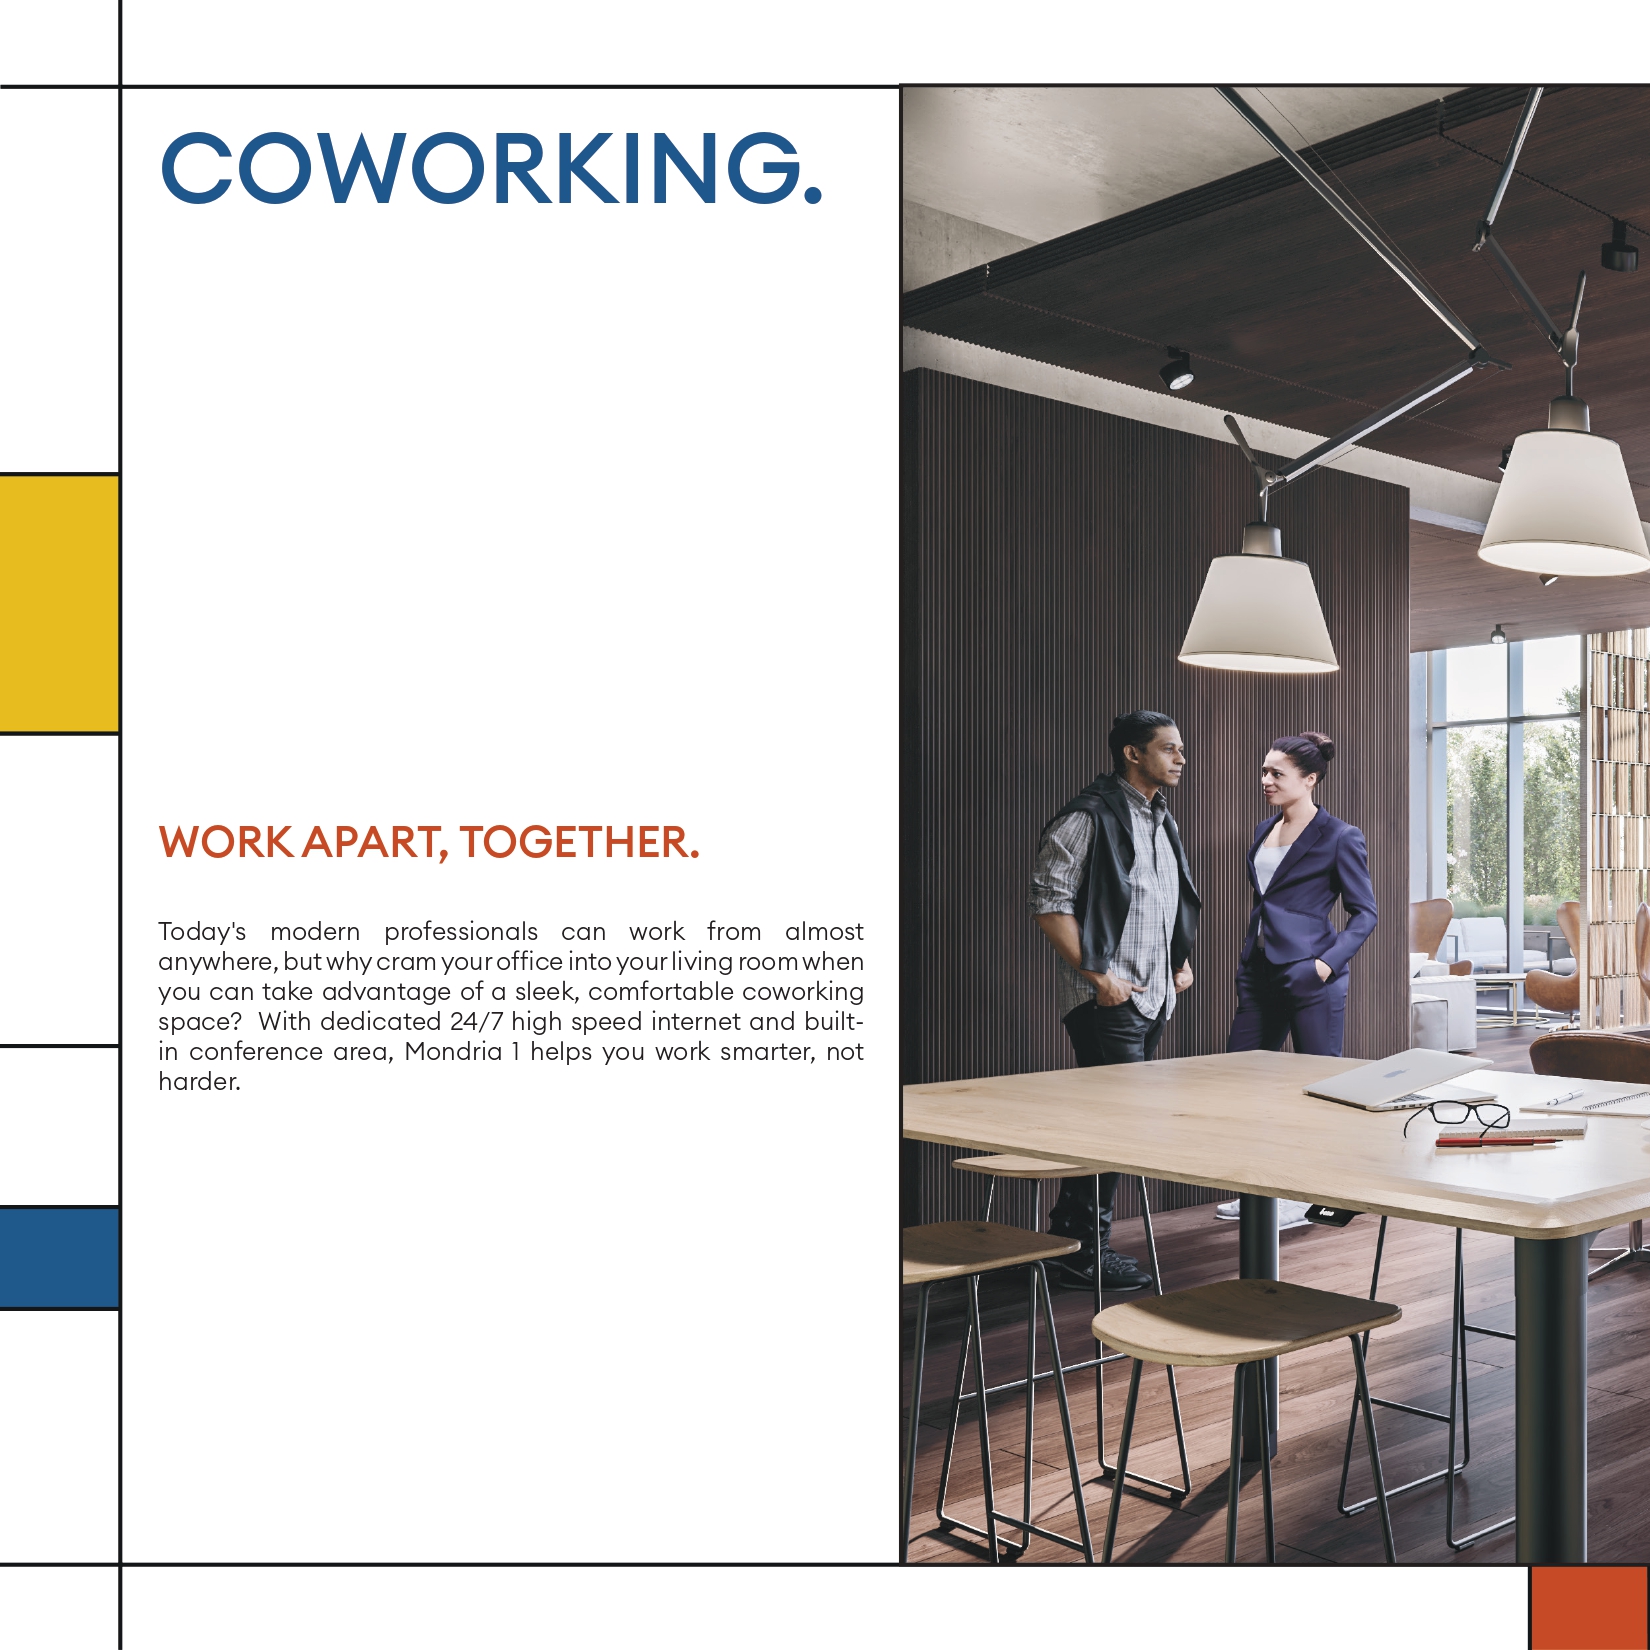 COWORKING.
WORK APART, TOGETHER.
Today's modern professionals can work from almost
anywhere, but why cram your office into your living room when
you can take advantage of a sleek, comfortable coworking
space?  With dedicated 24/7 high speed internet and built-
in conference area, Mondria 1 helps you work smarter, not
harder.